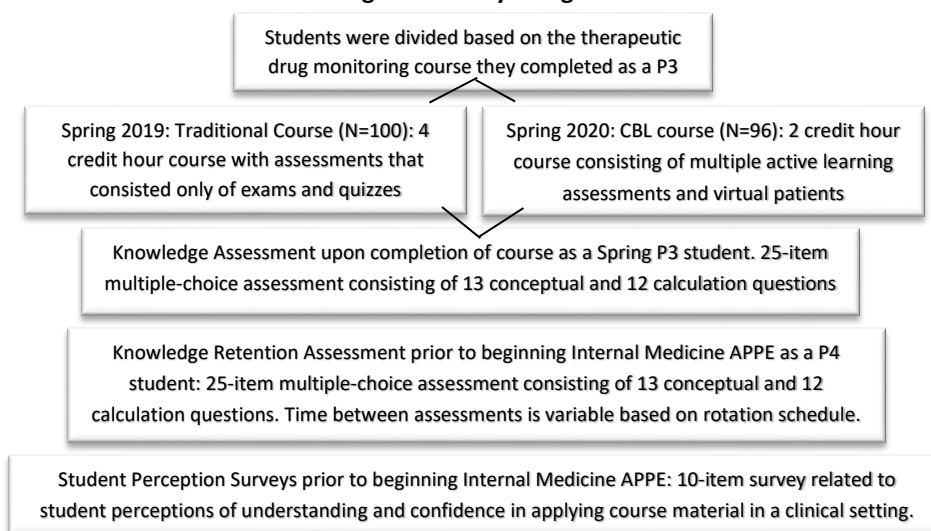 Students were divided based on the therapeutic
drug monitoring course they completed as a P3
Spring 2019: Traditional Course (N=100): 4
credit hour course with assessments that
consisted only of exams and quizzes
Spring 2020: CBL course (N=96): 2 credit hour
course consisting of multiple active learning
assessments and virtual patients
Knowledge Assessment upon completion of course as a Spring P3 student. 25-item
multiple-choice assessment consisting of 13 conceptual and 12 calculation questions
Knowledge Retention Assessment prior to beginning Internal Medicine APPE as a P4
student: 25-item multiple-choice assessment consisting of 13 conceptual and 12
calculation questions. Time between assessments is variable based on rotation schedule.
Student Perception Surveys prior to beginning Internal Medicine APPE: 10-item survey related to
student perceptions of understanding and confidence in applying course material in a clinical setting.